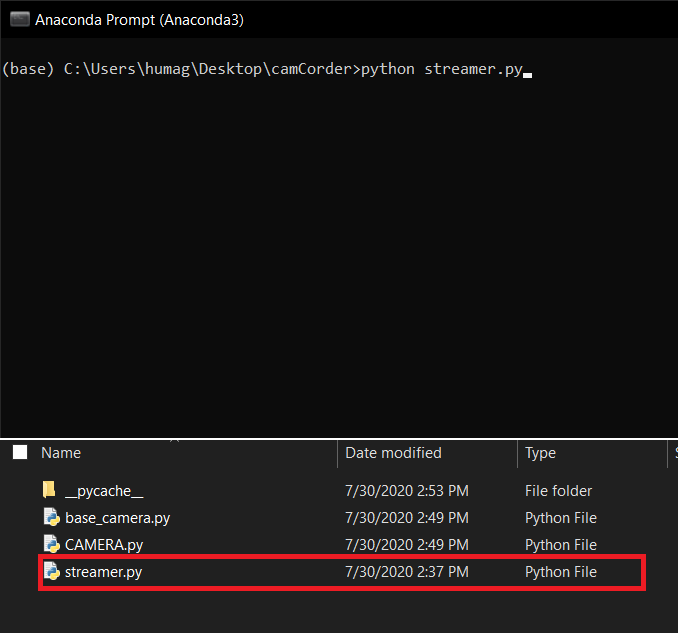 Anaconda Prompt (Anaconda3)
(base) C:\Users\humag\Desktop\camCorder>python streamer.py
Name Date modified Type
__pycache__ 7/30/2020 2:53 PM File folder
base_camera.py 7/30/2020 2:49 PM Python File
CAMERA.py 7/30/2020 2:49 PM Python File
streamer.py 7/30/2020 2:37 PM Python File